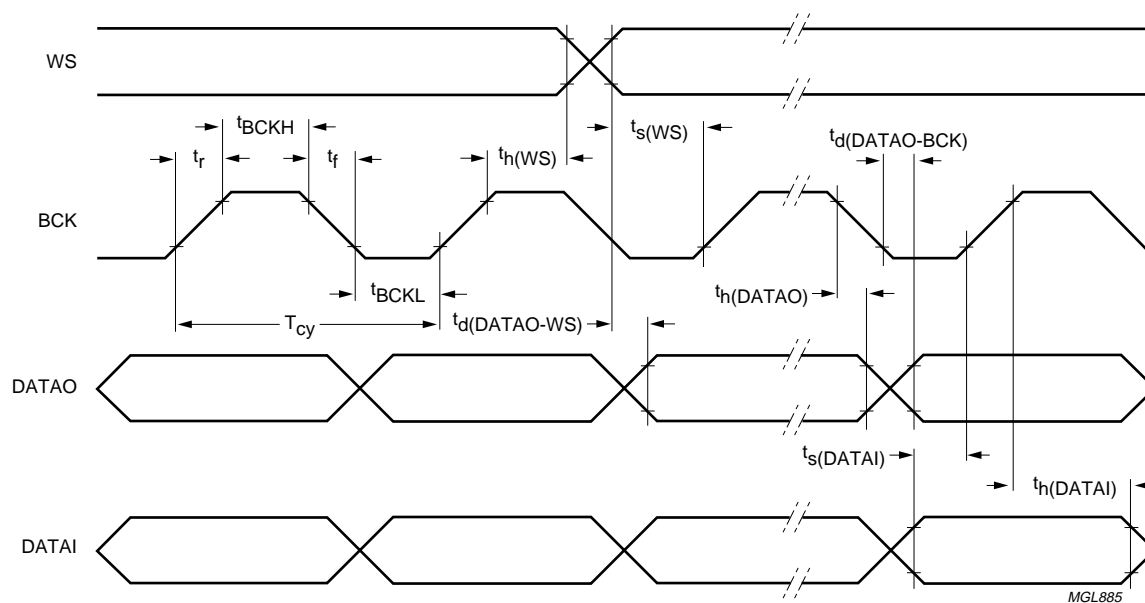 WS
tBCKH
tr
tf
th(WS)
ts(WS)
td(DATAO-BCK)
BCK
tBCKL
Tcy
td(DATAO-WS)
th(DATAO)
DATAO
ts(DATAI)
th(DATAI)
DATAI
MGL885